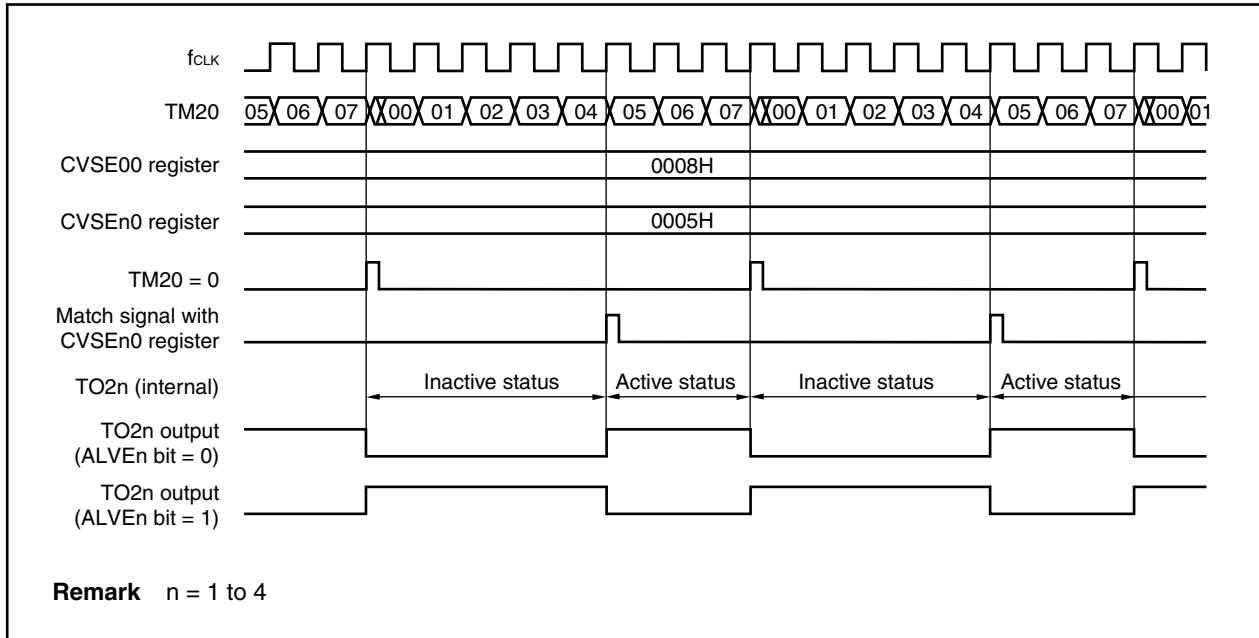 fCLK
TM20 05 06 07 00 01 02 03 04 05 06 07 00 01 02 03 04 05 06 07 00 01
CVSE00 register 0008H
CVSEn0 register 0005H
TM20 = 0
Match signal with
CVSEn0 register
TO2n (internal) Inactive status Active status Inactive status Active status
TO2n output
(ALVEn bit = 0)
TO2n output
(ALVEn bit = 1)
Remark n = 1 to 4